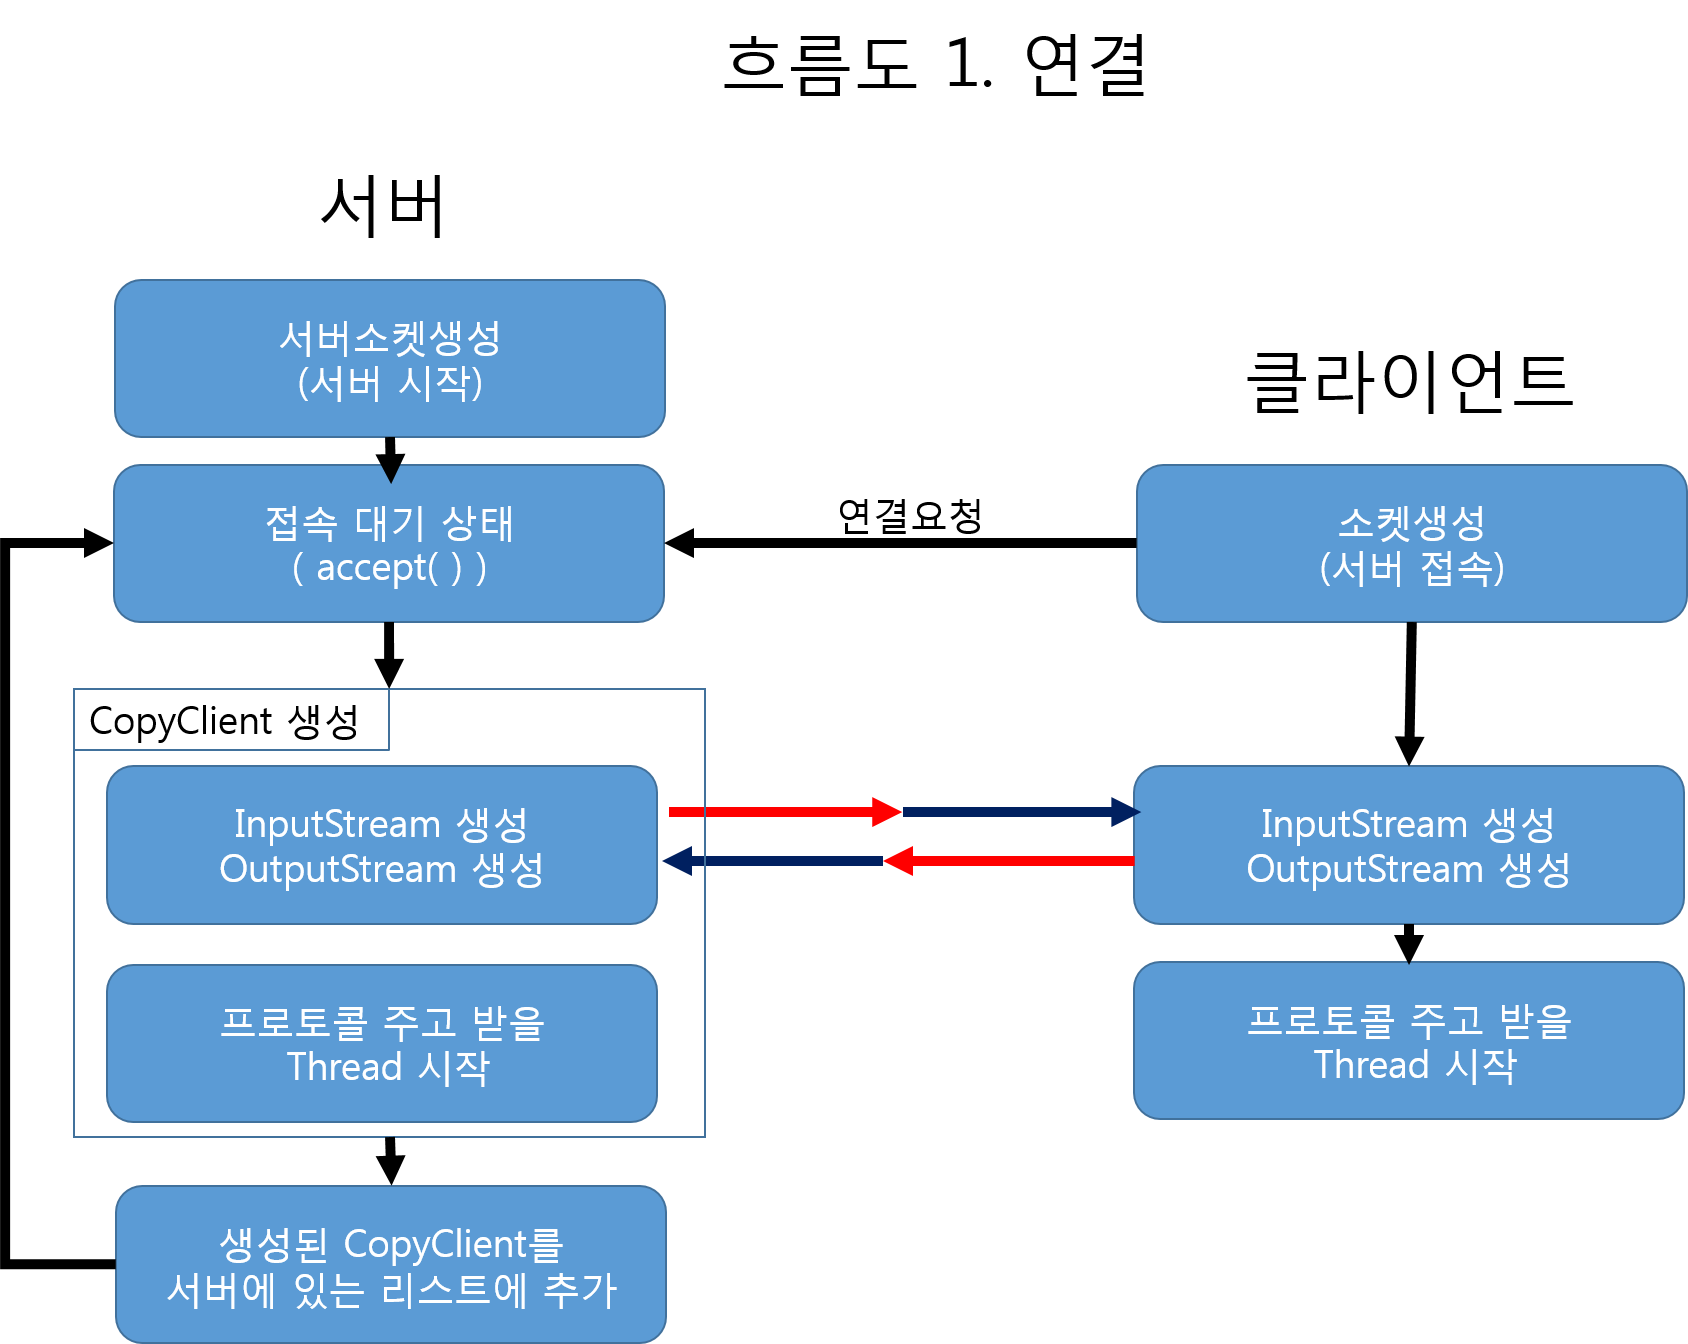 흐름도 1. 연결
서버
서버소켓생성
(서버 시작)
클라이언트
접속 대기 상태
( accept( ) )
연결요청
소켓생성
(서버 접속)
CopyClient 생성
InputStream 생성
OutputStream 생성
InputStream 생성
OutputStream 생성
프로토콜 주고 받을
Thread 시작
프로토콜 주고 받을
Thread 시작
생성된 CopyClient를
서버에 있는 리스트에 추가